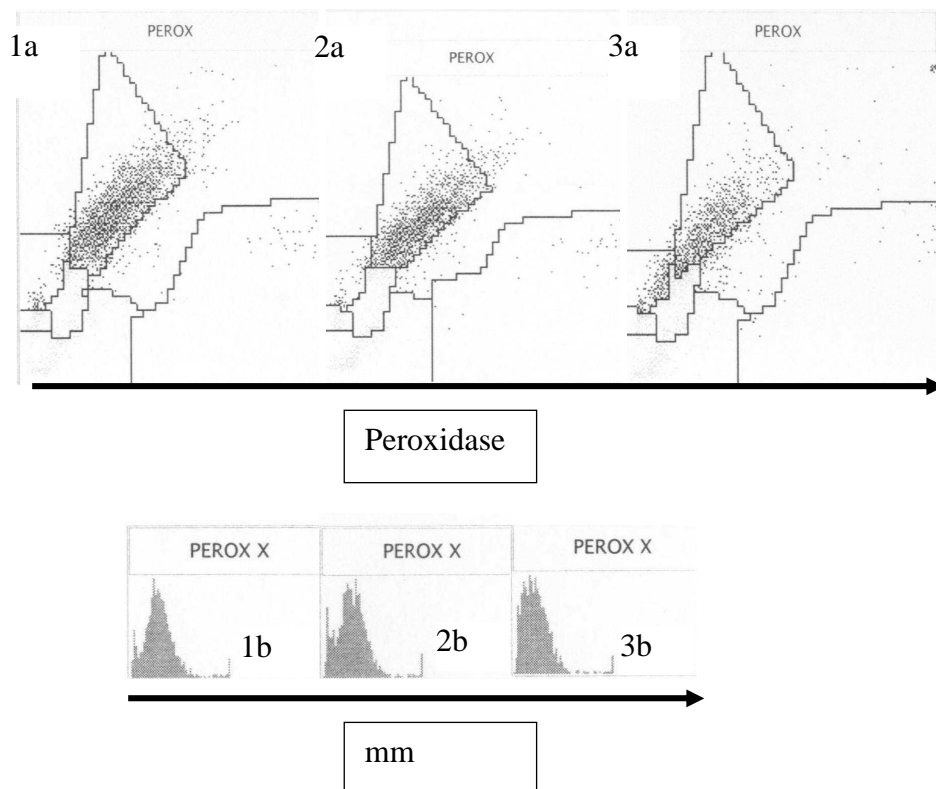 1a
PEROX
2a
PEROX
3a
PEROX
Peroxidase
PEROX X
PEROX X
PEROX X
1b
2b
3b
mm